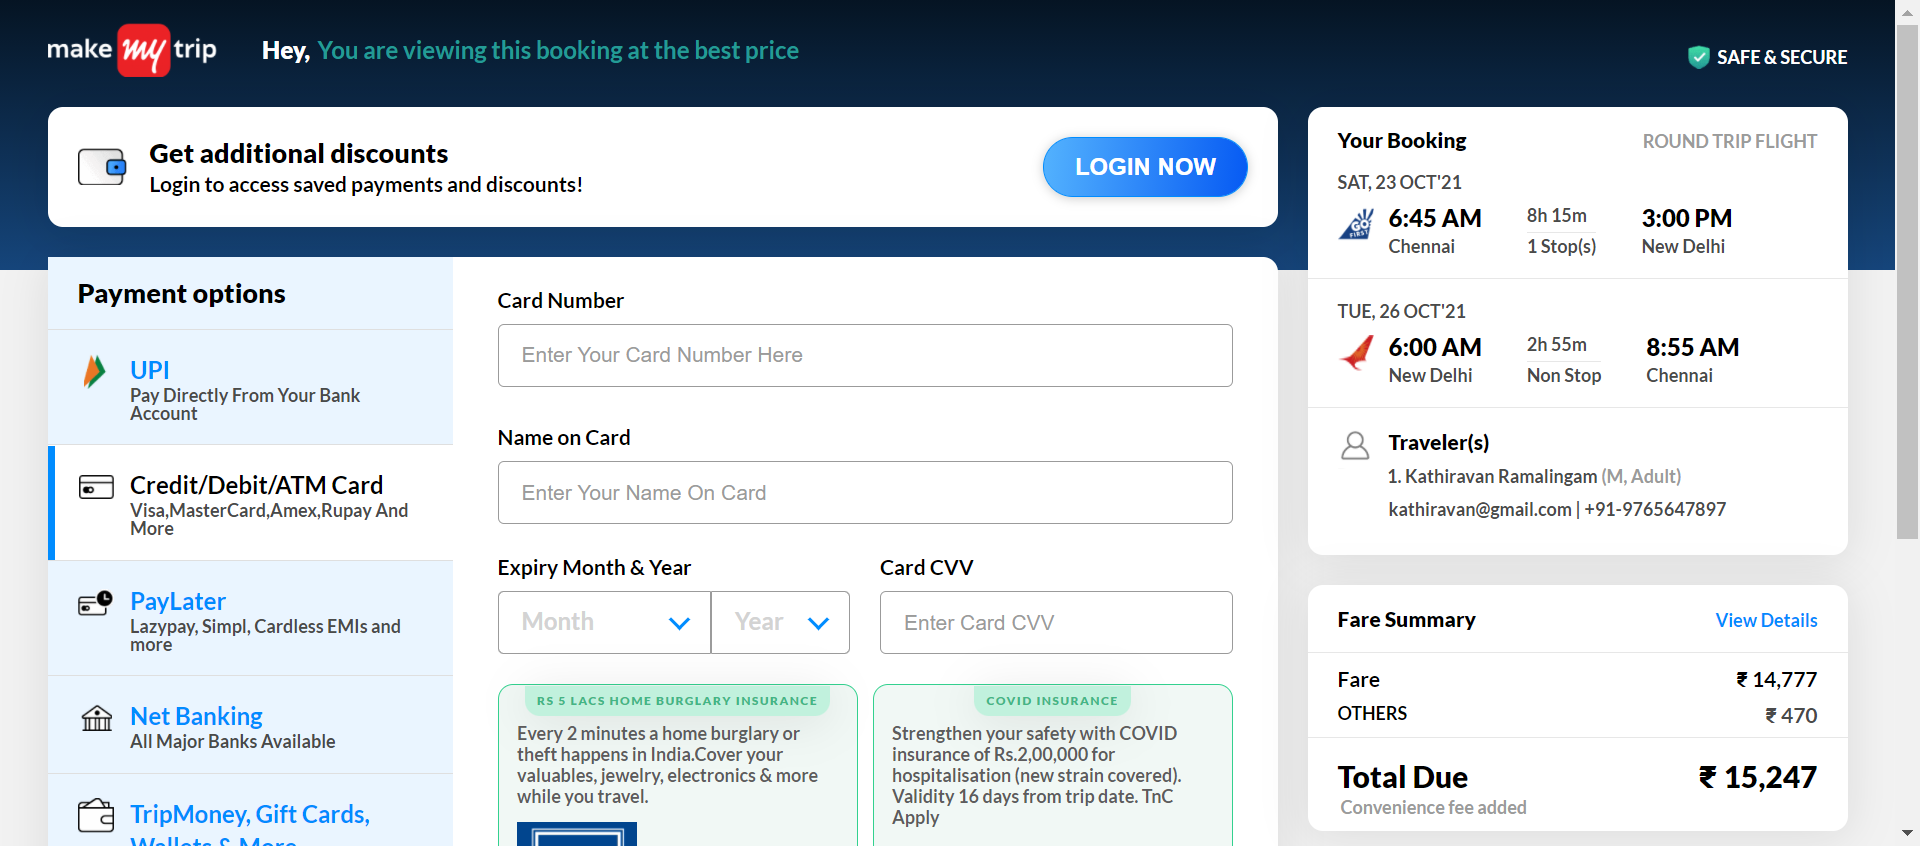 make my trip
Hey, You are viewing this booking at the best price
SAFE & SECURE
Get additional discounts
Login to access saved payments and discounts!
LOGIN NOW
Payment options
UPI
Pay Directly From Your Bank
Account
Credit/Debit/ATM Card
Visa,MasterCard,Amex,Rupay And
More
PayLater
Lazypay, Simpl, Cardless EMIs and
more
Net Banking
All Major Banks Available
TripMoney, Gift Cards,
Wallets & More
Card Number
Enter Your Card Number Here
Name on Card
Enter Your Name On Card
Expiry Month & Year
Card CVV
Month
Year
Enter Card CVV
RS 5 LACS HOME BURGLARY INSURANCE
Every 2 minutes a home burglary or
theft happens in India.Cover your
valuables, jewelry, electronics & more
while you travel.
COVID INSURANCE
Strengthen your safety with COVID
insurance of Rs.2,00,000 for
hospitalisation (new strain covered).
Validity 16 days from trip date. TnC
Apply
Your Booking
ROUND TRIP FLIGHT
SAT, 23 OCT'21
GO FIRST
6:45 AM
8h 15m
3:00 PM
Chennai
1 Stop(s)
New Delhi
TUE, 26 OCT'21
6:00 AM
2h 55m
8:55 AM
New Delhi
Non Stop
Chennai
Traveler(s)
1. Kathiravan Ramalingam (M, Adult)
kathiravan@gmail.com | +91-9765647897
Fare Summary
View Details
Fare
₹ 14,777
OTHERS
₹ 470
Total Due
₹ 15,247
Convenience fee added